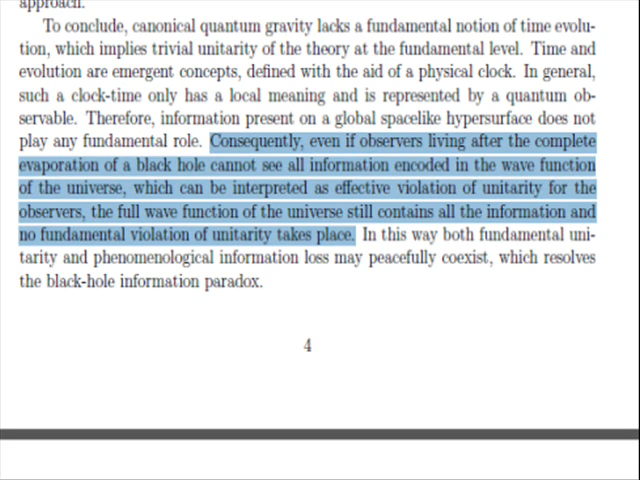 approach.
To conclude, canonical quantum gravity lacks a fundamental notion of time evolu-
tion, which implies trivial unitarity of the theory at the fundamental level. Time and
evolution are emergent concepts, defined with the aid of a physical clock. In general,
such a clock-time only has a local meaning and is represented by a quantum ob-
servable. Therefore, information present on a global spacelike hypersurface does not
play any fundamental role. Consequently, even if observers living after the complete
evaporation of a black hole cannot see all information encoded in the wave function
of the universe, which can be interpreted as effective violation of unitarity for the
observers, the full wave function of the universe still contains all the information and
no fundamental violation of unitarity takes place. In this way both fundamental uni-
tarity and phenomenological information loss may peacefully coexist, which resolves
the black-hole information paradox.
4